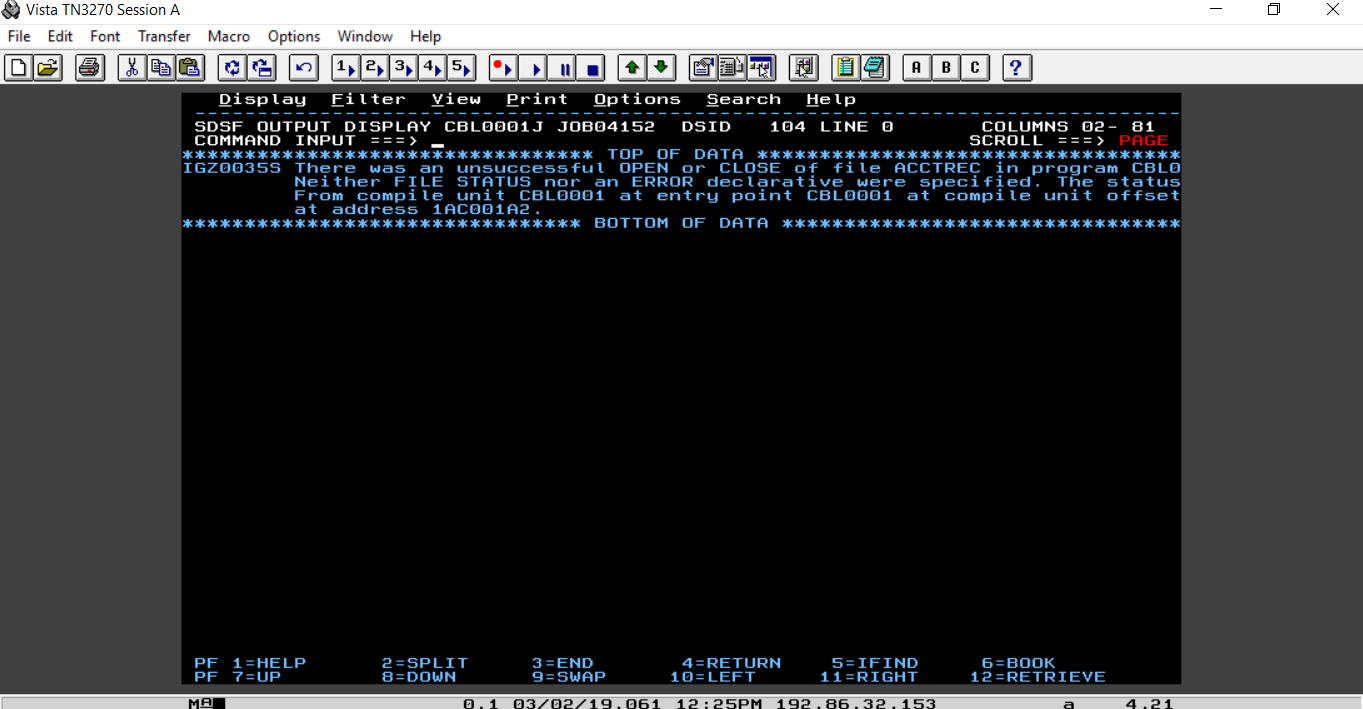 Vista TN3270 Session A
File Edit Font Transfer Macro Options Window Help
1 2 3 4 5 A B C ?
Display Filter View Print Options Search Help
--------------------------------------------------------------------------------
SDSF OUTPUT DISPLAY CBL0001J JOB04152 DSID 104 LINE 0 COLUMNS 02- 81
COMMAND INPUT ===> _ SCROLL ===> PAGE
********************************* TOP OF DATA **********************************
IGZ0035S There was an unsuccessful OPEN or CLOSE of file ACCTREC in program CBL0
Neither FILE STATUS nor an ERROR declarative were specified. The status
From compile unit CBL0001 at entry point CBL0001 at compile unit offset
at address 1AC001A2.
******************************** BOTTOM OF DATA ********************************
PF 1=HELP 2=SPLIT 3=END 4=RETURN 5=IFIND 6=BOOK
PF 7=UP 8=DOWN 9=SWAP 10=LEFT 11=RIGHT 12=RETRIEVE
MA 0.1 03/02/19.061 12:25PM 192.86.32.153 a 4,21